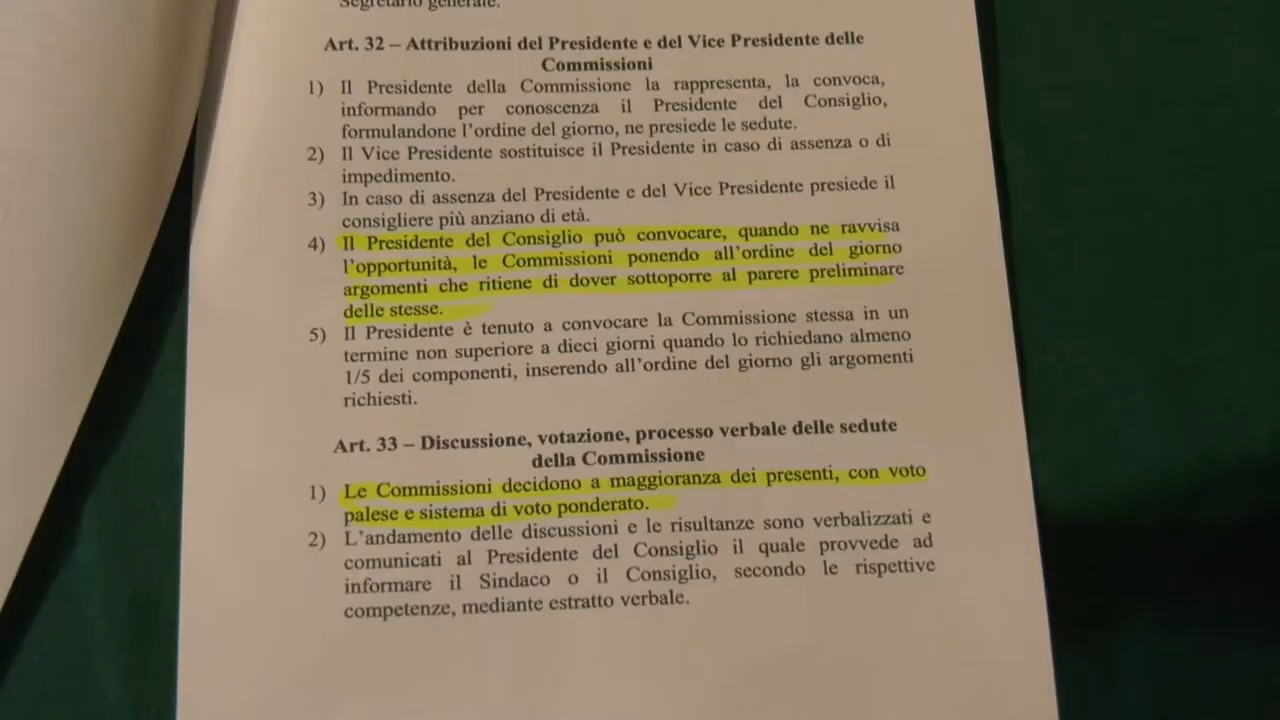 Segretario generale.
Art. 32 – Attribuzioni del Presidente e del Vice Presidente delle
Commissioni
1) Il Presidente della Commissione la rappresenta, la convoca,
informando per conoscenza il Presidente del Consiglio,
formulandone l'ordine del giorno, ne presiede le sedute.
2) Il Vice Presidente sostituisce il Presidente in caso di assenza o di
impedimento.
3) In caso di assenza del Presidente e del Vice Presidente presiede il
consigliere più anziano di età.
4) Il Presidente del Consiglio può convocare, quando ne ravvisa
l'opportunità, le Commissioni ponendo all'ordine del giorno
argomenti che ritiene di dover sottoporre al parere preliminare
delle stesse.
5) Il Presidente è tenuto a convocare la Commissione stessa in un
termine non superiore a dieci giorni quando lo richiedano almeno
1/5 dei componenti, inserendo all'ordine del giorno gli argomenti
richiesti.
Art. 33 – Discussione, votazione, processo verbale delle sedute
della Commissione
1) Le Commissioni decidono a maggioranza dei presenti, con voto
palese e sistema di voto ponderato.
2) L'andamento delle discussioni e le risultanze sono verbalizzati e
comunicati al Presidente del Consiglio il quale provvede ad
informare il Sindaco o il Consiglio, secondo le rispettive
competenze, mediante estratto verbale.